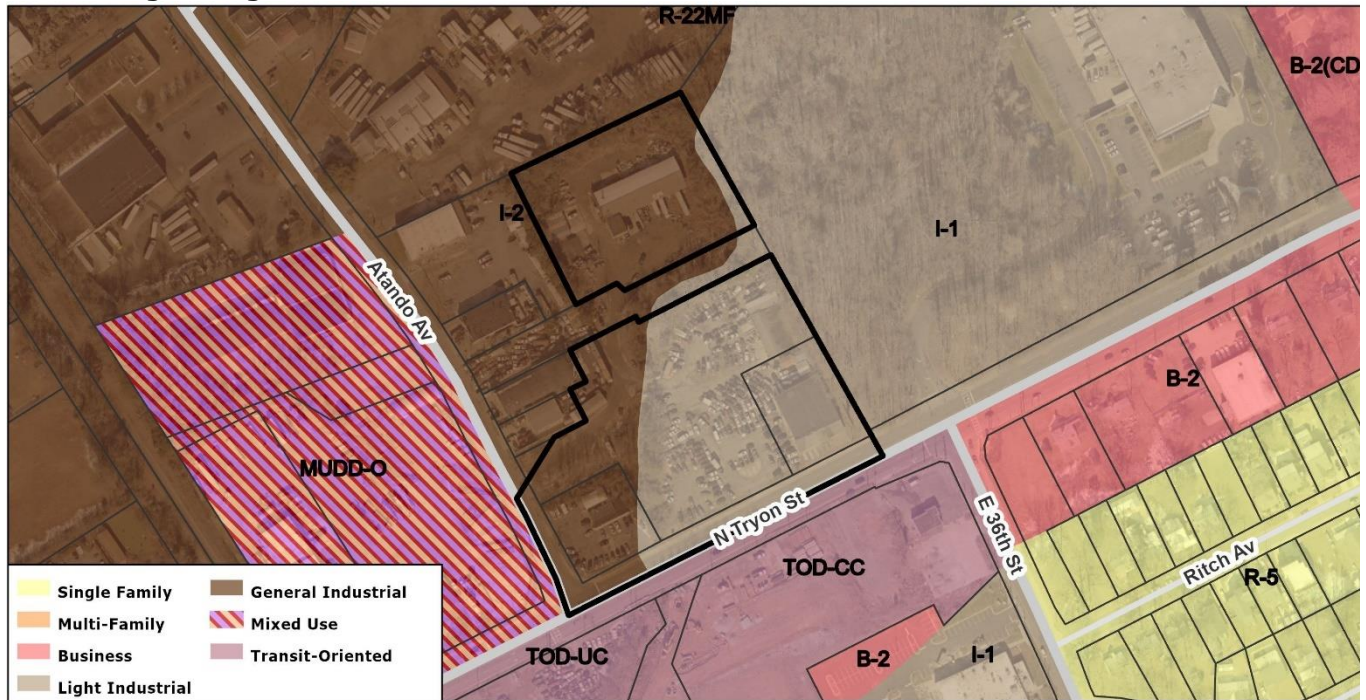 R-22MF
B-2(CD
I-2
I-1
Atando Av
B-2
MUDD-O
N Tryon St
E 36th St
TOD-CC
Ritch Av
R-5
TOD-UC
B-2
I-1
Single Family
Multi-Family
Business
Light Industrial
General Industrial
Mixed Use
Transit-Oriented